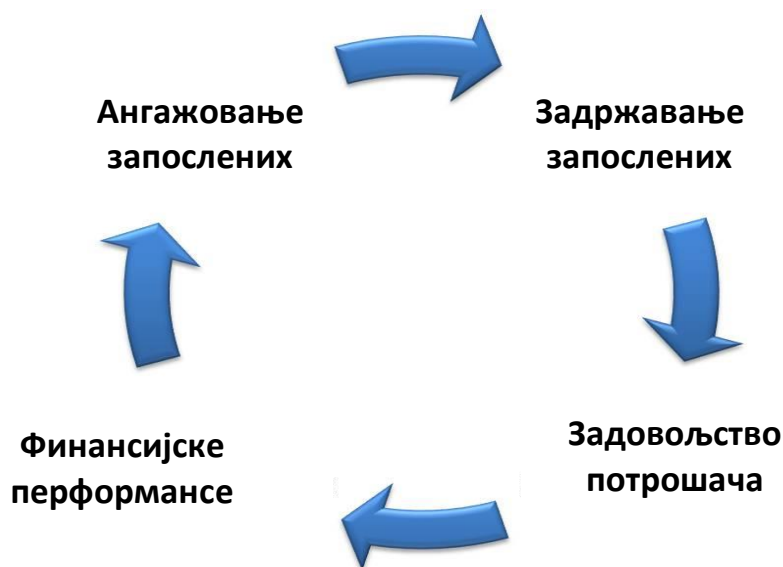 Ангажовање
запослених
Задржавање
запослених
Задовољство
потрошача
Финансијске
перформансе